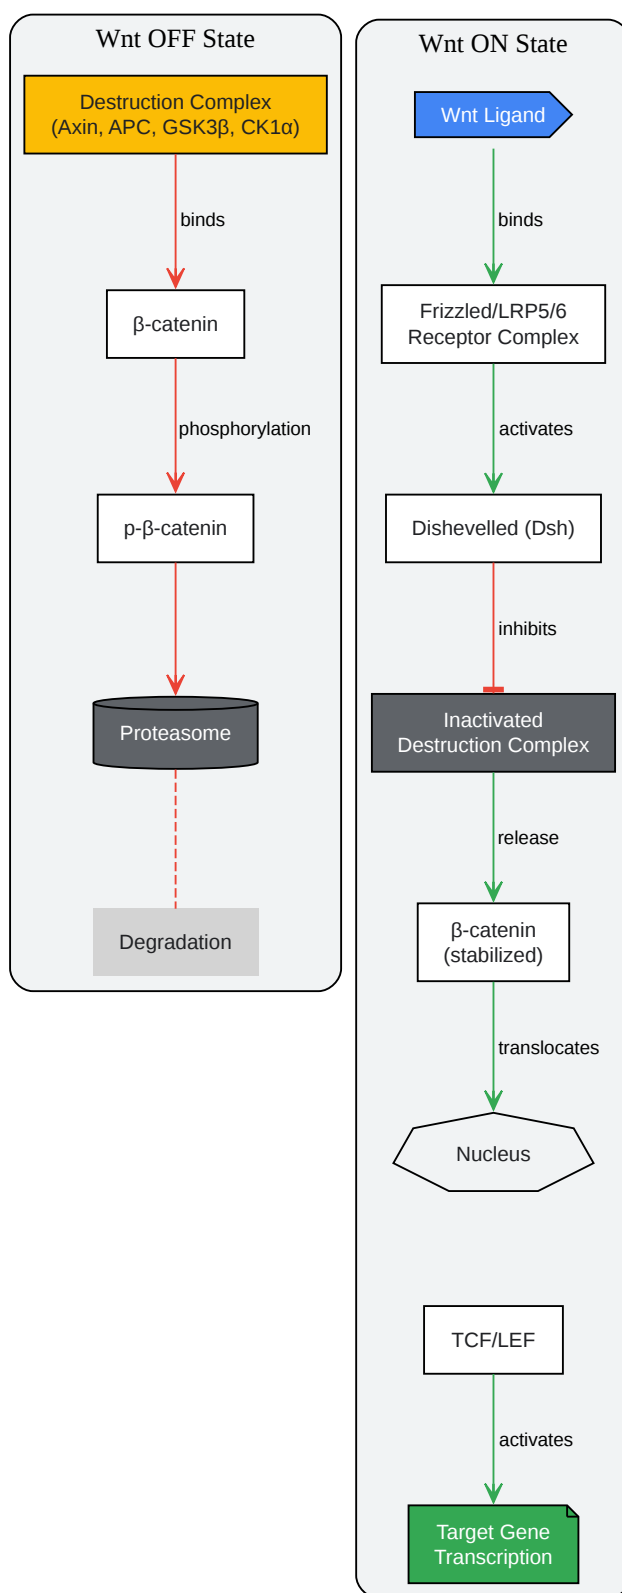 Wnt OFF State
Destruction Complex
(Axin, APC, GSK3β, CK1α)
binds
β-catenin
phosphorylation
p-β-catenin
Proteasome
Degradation
Wnt ON State
Wnt Ligand
binds
Frizzled/LRP5/6
Receptor Complex
activates
Dishevelled (Dsh)
inhibits
Inactivated
Destruction Complex
release
β-catenin
(stabilized)
translocates
Nucleus
TCF/LEF
activates
Target Gene
Transcription